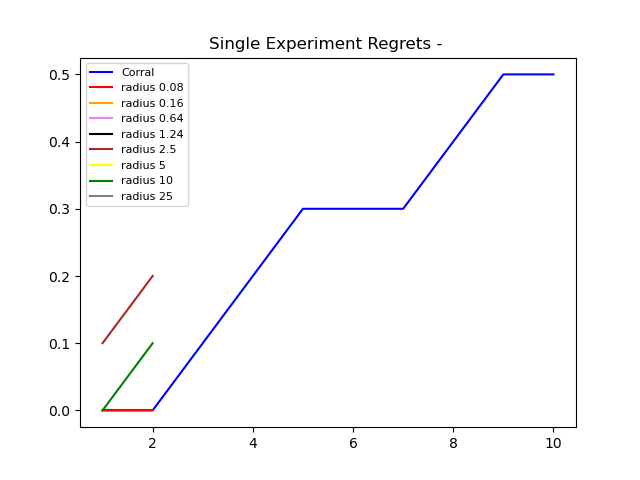 Single Experiment Regrets -
Corral
radius 0.08
radius 0.16
radius 0.64
radius 1.24
radius 2.5
radius 5
radius 10
radius 25
0.5
0.4
0.3
0.2
0.1
0.0
2 4 6 8 10